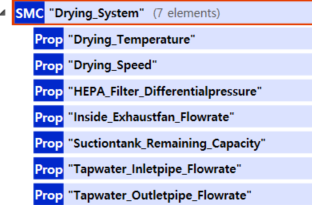 SMC "Drying_System" (7 elements)
Prop "Drying_Temperature"
Prop "Drying_Speed"
Prop "HEPA_Filter_Differentialpressure"
Prop "Inside_Exhaustfan_Flowrate"
Prop "Suctiontank_Remaining_Capacity"
Prop "Tapwater_Inletpipe_Flowrate"
Prop "Tapwater_Outletpipe_Flowrate"